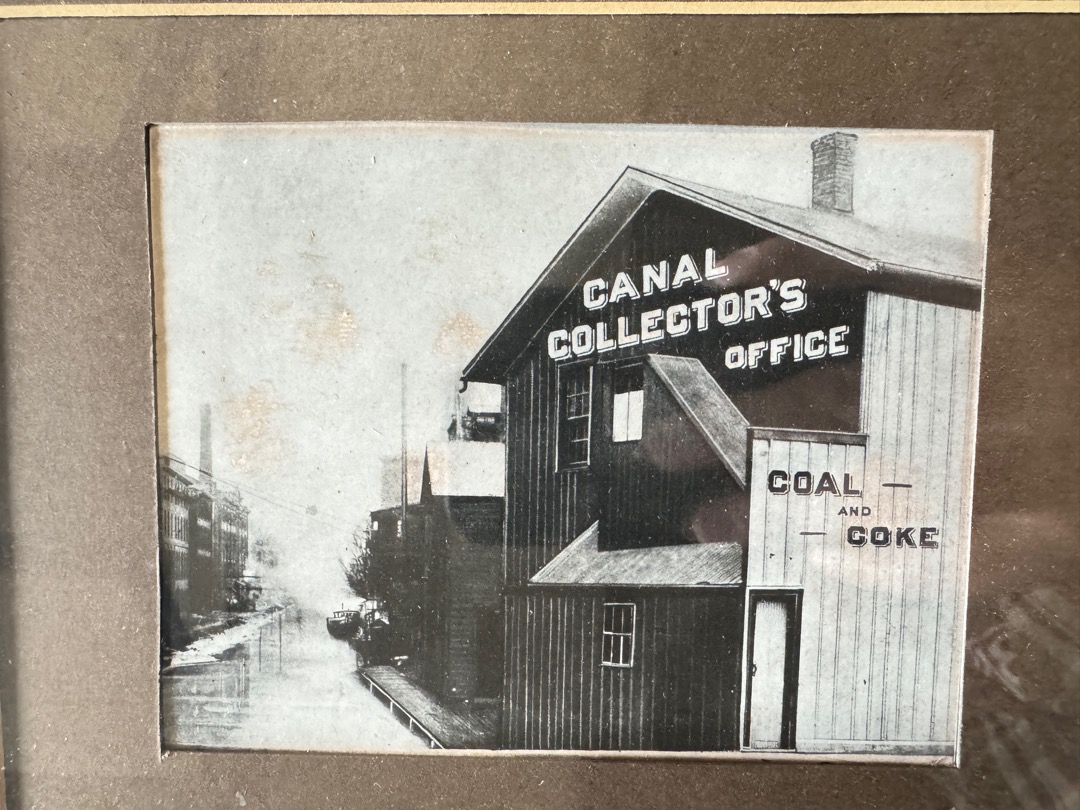 CANAL
COLLECTOR'S
OFFICE
COAL —
AND
— COKE